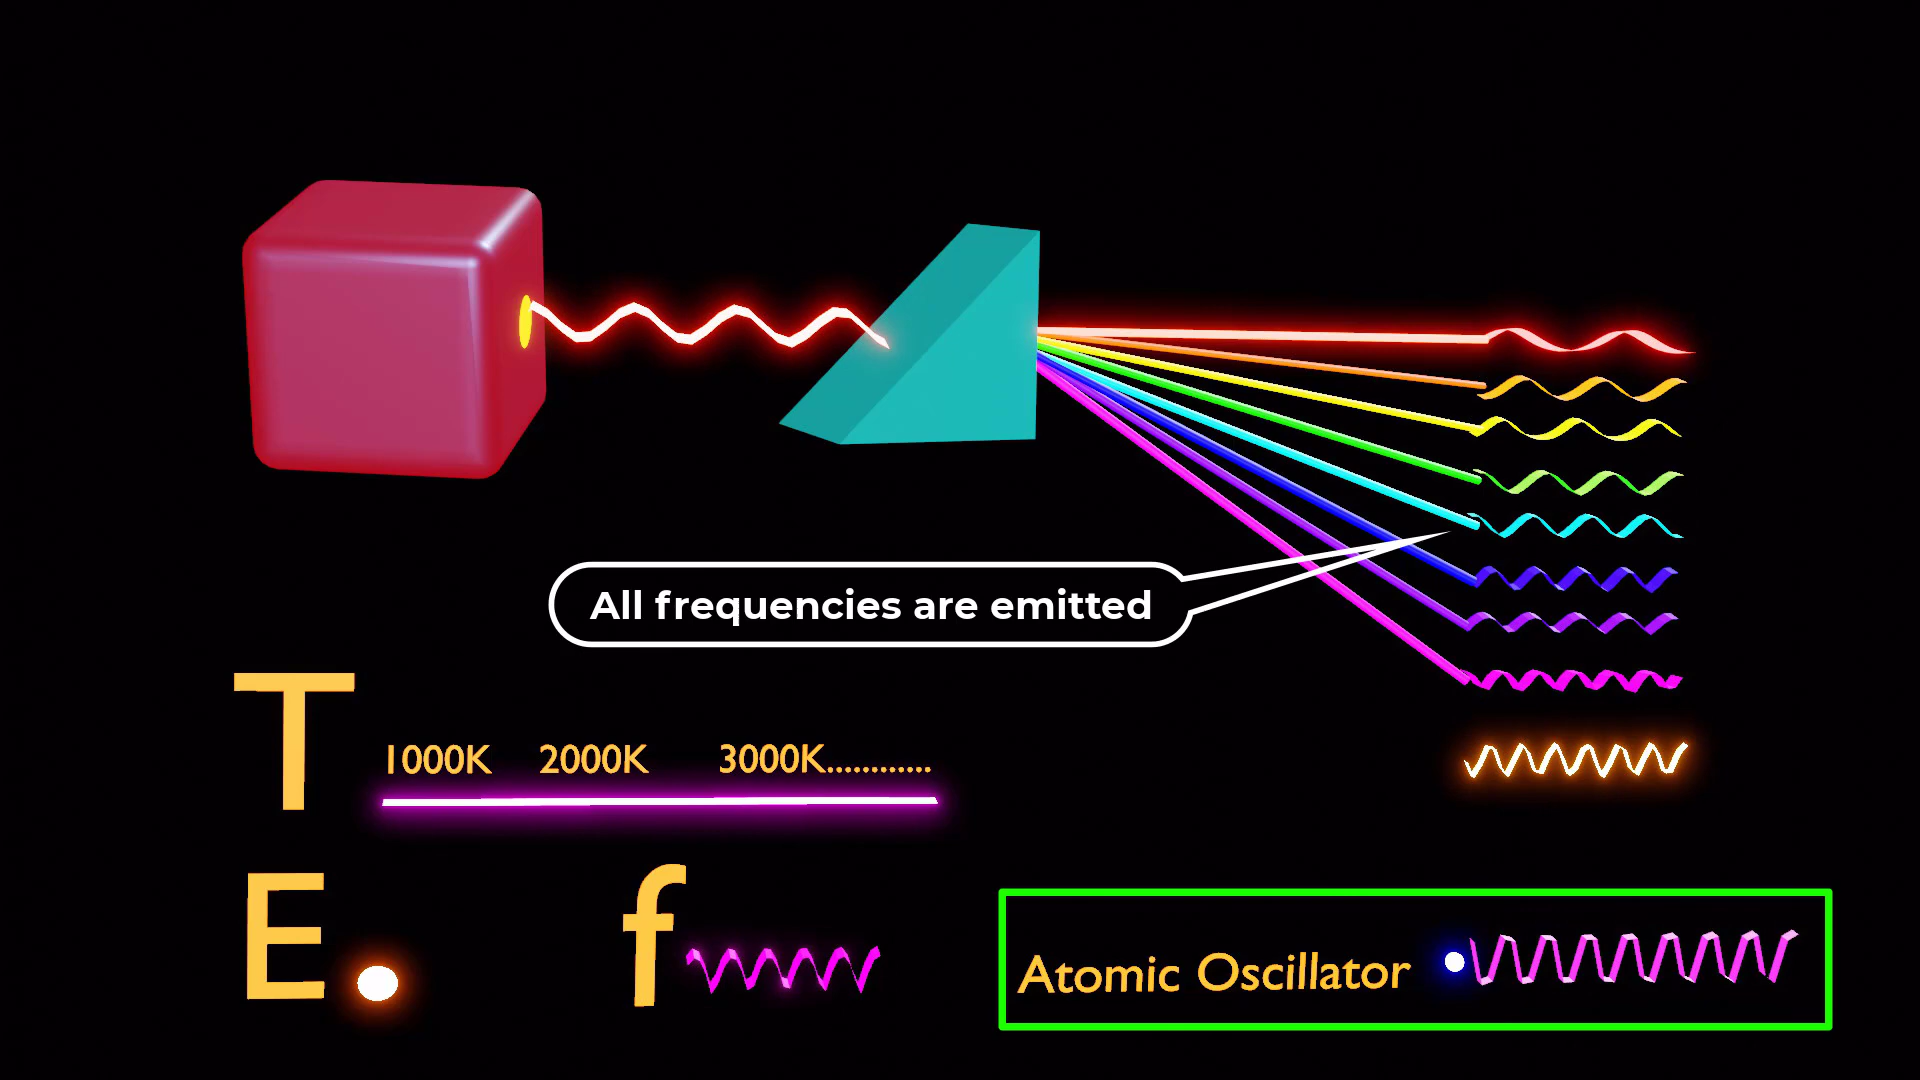 All frequencies are emitted
T
1000K 2000K 3000K............
E
f
Atomic Oscillator